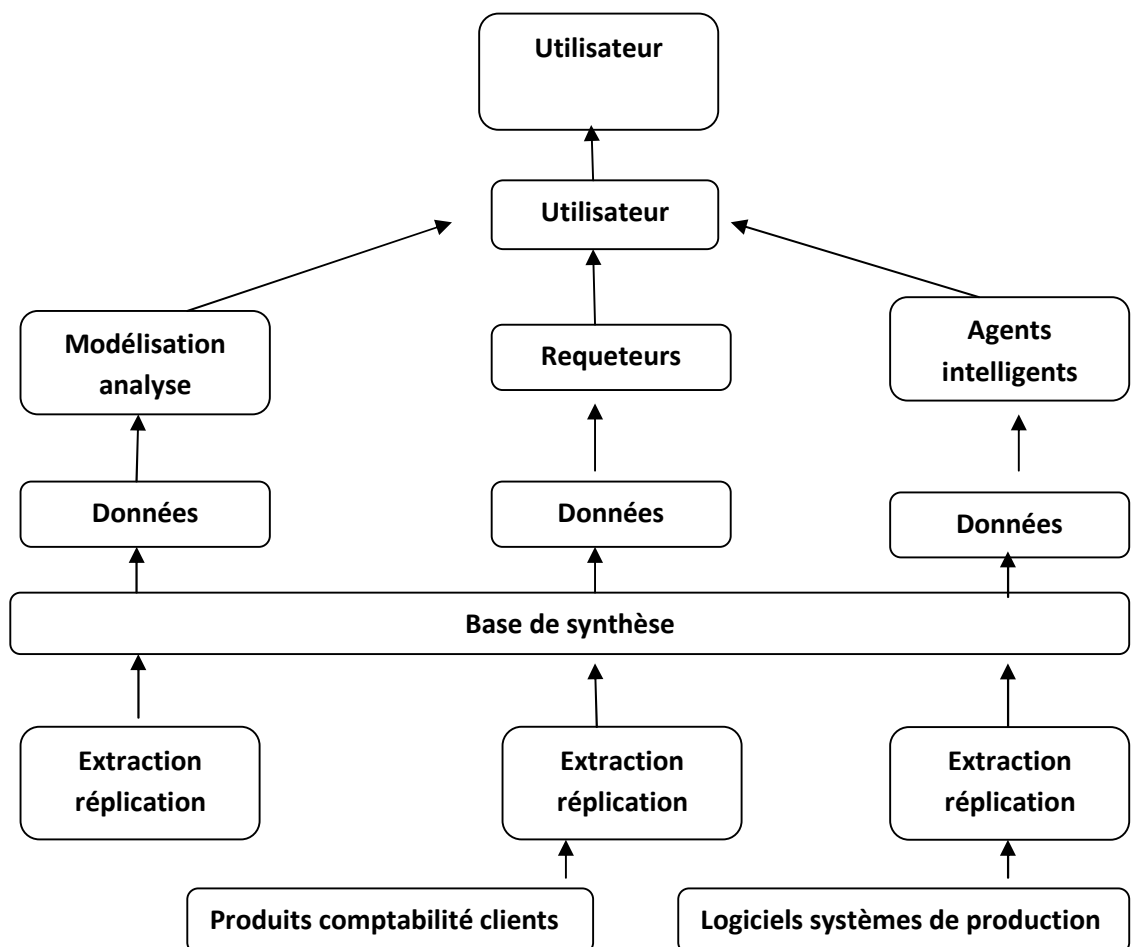 Utilisateur
Utilisateur
Modélisation
analyse
Requeteurs
Agents
intelligents
Données
Données
Données
Base de synthèse
Extraction
réplication
Extraction
réplication
Extraction
réplication
Produits comptabilité clients
Logiciels systèmes de production